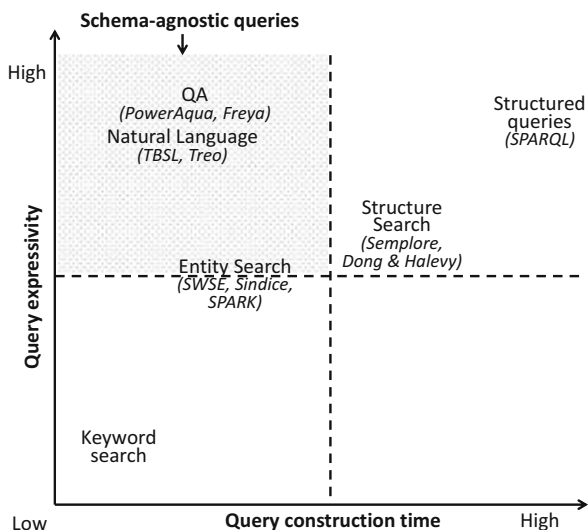 Schema-agnostic queries
High
QA
(PowerAqua, Freya)
Natural Language
(TBSL, Treo)
Structured
queries
(SPARQL)
Structure
Search
(Semplore,
Dong & Halevy)
Entity Search
(SWSE, Sindice,
SPARK)
Query expressivity
Keyword
search
Low
Query construction time
High